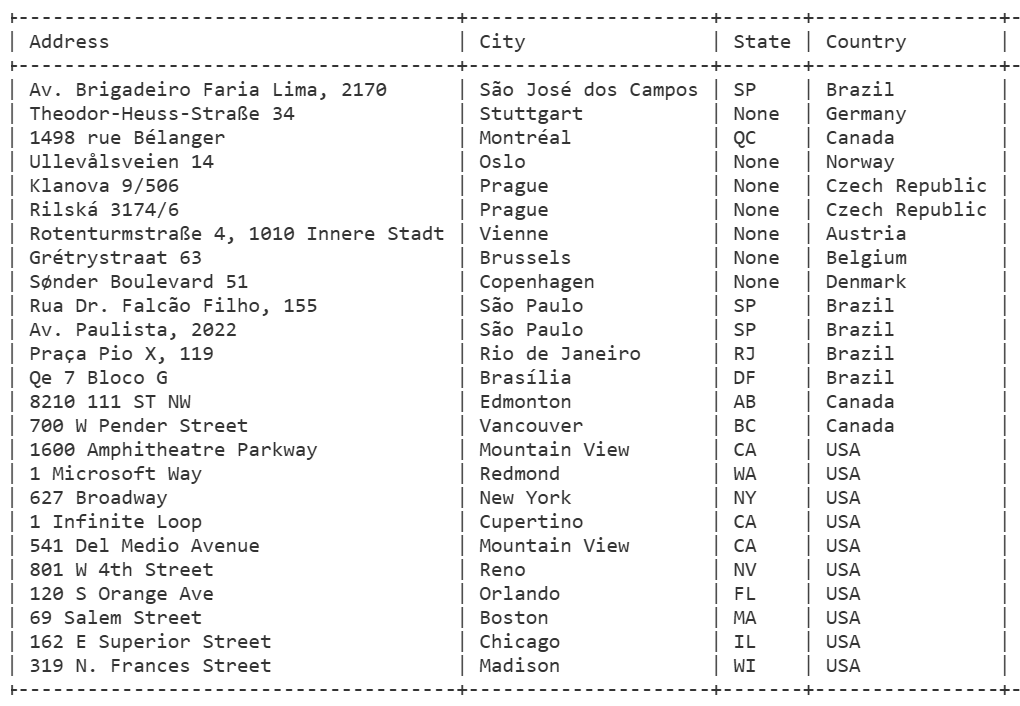 +--------------------------------------+---------------------+-------+----------------+-
| Address                              | City                | State | Country        |
+--------------------------------------+---------------------+-------+----------------+-
| Av. Brigadeiro Faria Lima, 2170      | São José dos Campos | SP    | Brazil         |
| Theodor-Heuss-Straße 34              | Stuttgart           | None  | Germany        |
| 1498 rue Bélanger                    | Montréal            | QC    | Canada         |
| Ullevålsveien 14                     | Oslo                | None  | Norway         |
| Klanova 9/506                        | Prague              | None  | Czech Republic |
| Rilská 3174/6                        | Prague              | None  | Czech Republic |
| Rotenturmstraße 4, 1010 Innere Stadt | Vienne              | None  | Austria        |
| Grétrystraat 63                      | Brussels            | None  | Belgium        |
| Sønder Boulevard 51                  | Copenhagen          | None  | Denmark        |
| Rua Dr. Falcão Filho, 155            | São Paulo           | SP    | Brazil         |
| Av. Paulista, 2022                   | São Paulo           | SP    | Brazil         |
| Praça Pio X, 119                     | Rio de Janeiro      | RJ    | Brazil         |
| Qe 7 Bloco G                         | Brasília            | DF    | Brazil         |
| 8210 111 ST NW                       | Edmonton            | AB    | Canada         |
| 700 W Pender Street                  | Vancouver           | BC    | Canada         |
| 1600 Amphitheatre Parkway            | Mountain View       | CA    | USA            |
| 1 Microsoft Way                      | Redmond             | WA    | USA            |
| 627 Broadway                         | New York            | NY    | USA            |
| 1 Infinite Loop                      | Cupertino           | CA    | USA            |
| 541 Del Medio Avenue                 | Mountain View       | CA    | USA            |
| 801 W 4th Street                     | Reno                | NV    | USA            |
| 120 S Orange Ave                     | Orlando             | FL    | USA            |
| 69 Salem Street                      | Boston              | MA    | USA            |
| 162 E Superior Street                | Chicago             | IL    | USA            |
| 319 N. Frances Street                | Madison             | WI    | USA            |
+--------------------------------------+---------------------+-------+----------------+-